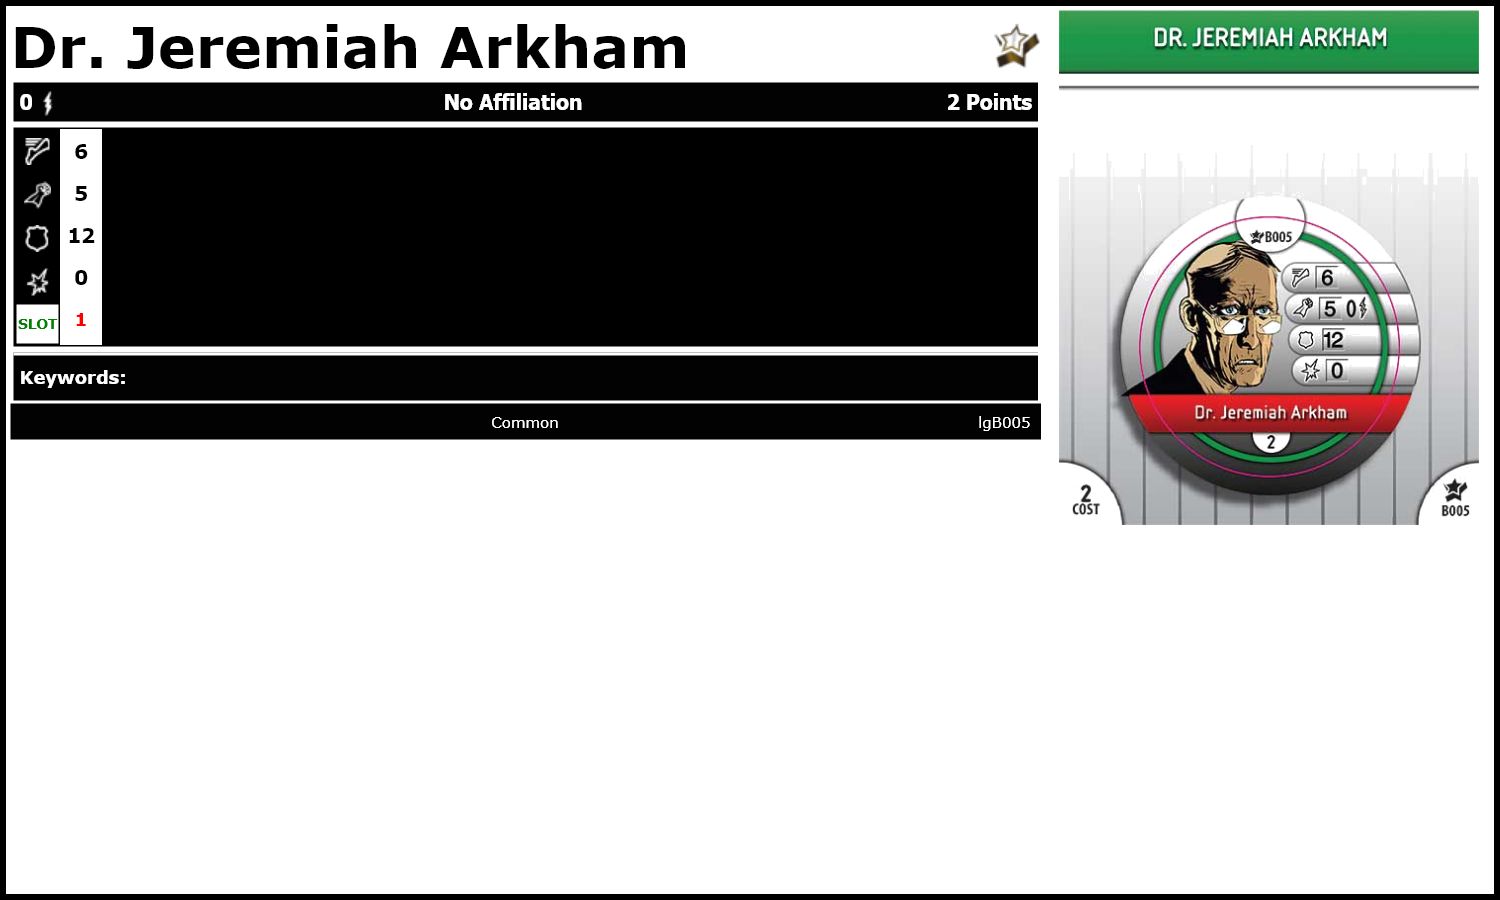 Dr. Jeremiah Arkham
0 No Affiliation 2 Points
6
5
12
0
SLOT 1
Keywords:
Common lgB005
DR. JEREMIAH ARKHAM
B005
6
5 0
12
0
Dr. Jeremiah Arkham
2
2
COST
B005